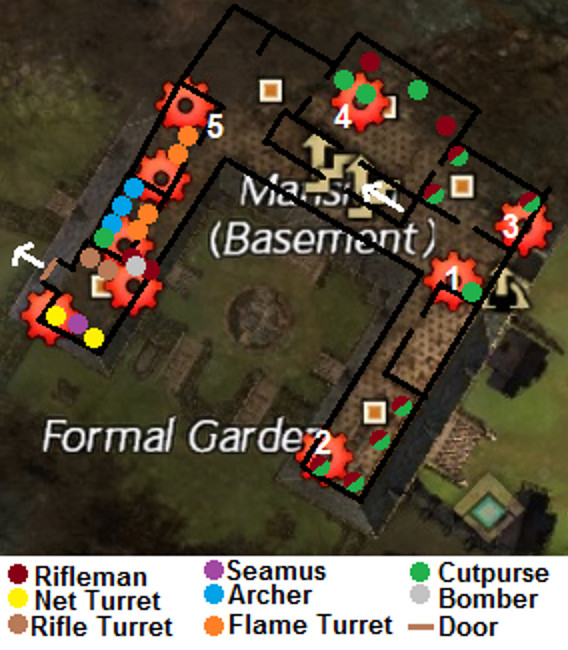 4
5
Mansi
(Basement)
3
1
Formal Garde
2
Rifleman
Seamus
Cutpurse
Net Turret
Archer
Bomber
Rifle Turret
Flame Turret
Door